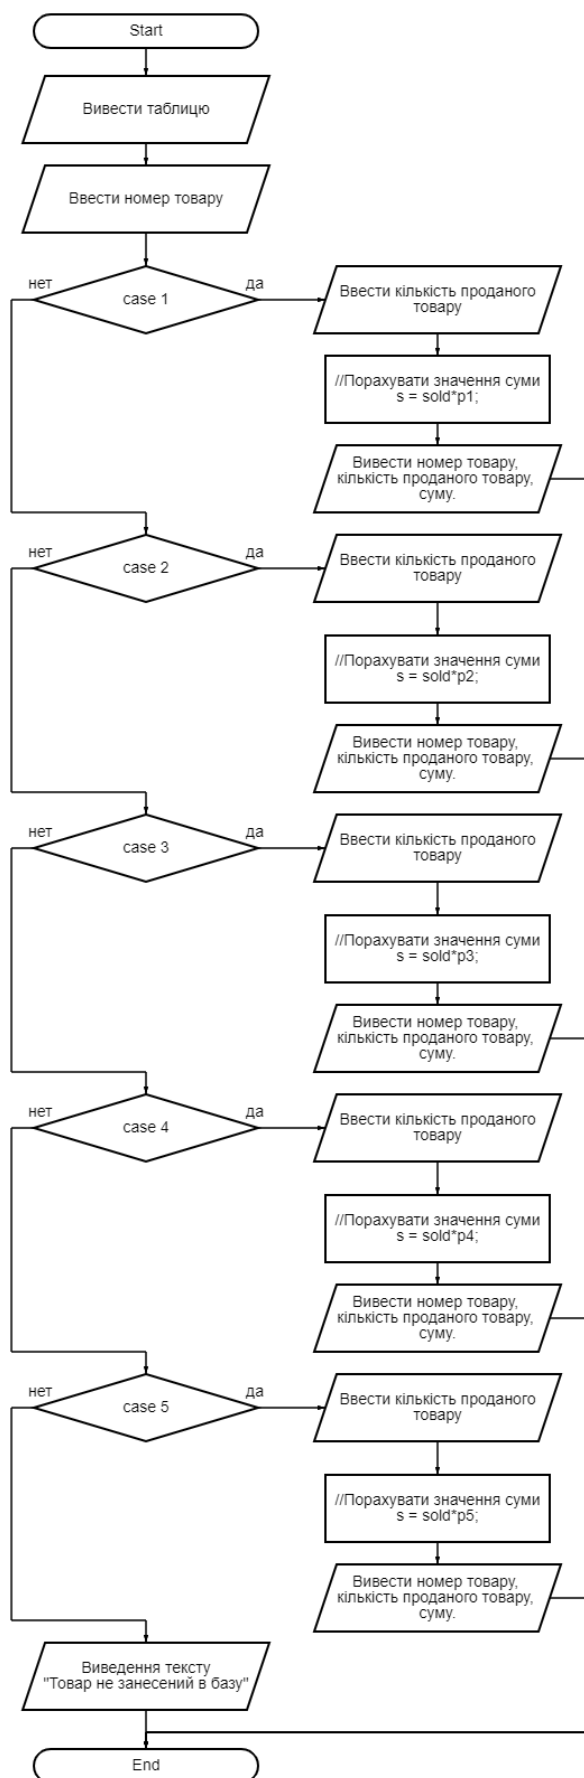 Start
Вивести таблицю
Ввести номер товару
нет
case 1
да
Ввести кількість проданого
товару
//Порахувати значення суми
s = sold*p1;
Вивести номер товару,
кількість проданого товару,
суму.
нет
case 2
да
Ввести кількість проданого
товару
//Порахувати значення суми
s = sold*p2;
Вивести номер товару,
кількість проданого товару,
суму.
нет
case 3
да
Ввести кількість проданого
товару
//Порахувати значення суми
s = sold*p3;
Вивести номер товару,
кількість проданого товару,
суму.
нет
case 4
да
Ввести кількість проданого
товару
//Порахувати значення суми
s = sold*p4;
Вивести номер товару,
кількість проданого товару,
суму.
нет
case 5
да
Ввести кількість проданого
товару
//Порахувати значення суми
s = sold*p5;
Вивести номер товару,
кількість проданого товару,
суму.
Виведення тексту
"Товар не занесений в базу"
End